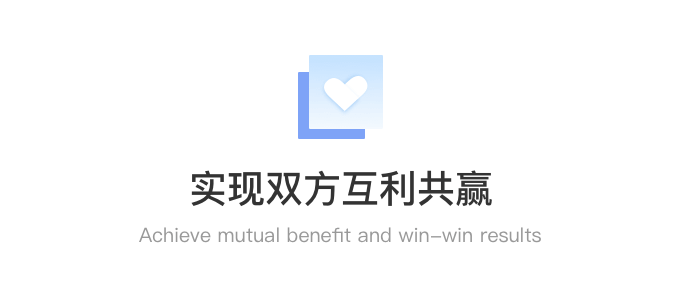 实现双方互利共赢
Achieve mutual benefit and win-win results